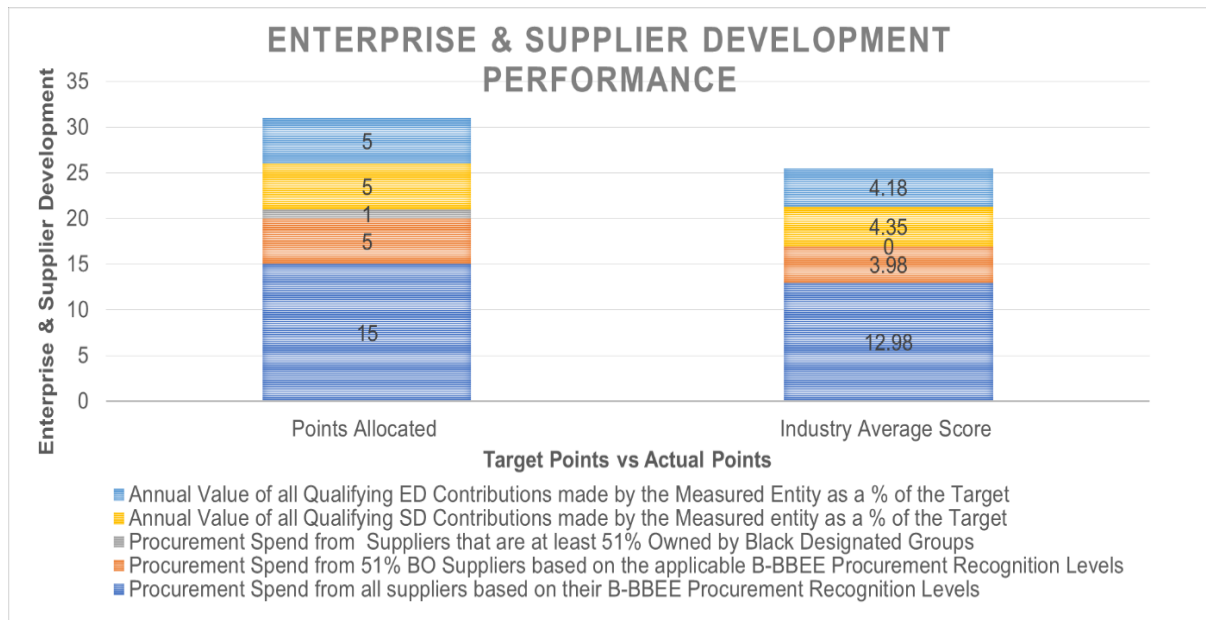 ENTERPRISE & SUPPLIER DEVELOPMENT
PERFORMANCE
Enterprise & Supplier Development
35
30
25
20
15
10
5
0
5
5
1
5
15
4.18
4.35
0
3.98
12.98
Points Allocated
Industry Average Score
Target Points vs Actual Points
Annual Value of all Qualifying ED Contributions made by the Measured Entity as a % of the Target
Annual Value of all Qualifying SD Contributions made by the Measured entity as a % of the Target
Procurement Spend from Suppliers that are at least 51% Owned by Black Designated Groups
Procurement Spend from 51% BO Suppliers based on the applicable B-BBEE Procurement Recognition Levels
Procurement Spend from all suppliers based on their B-BBEE Procurement Recognition Levels